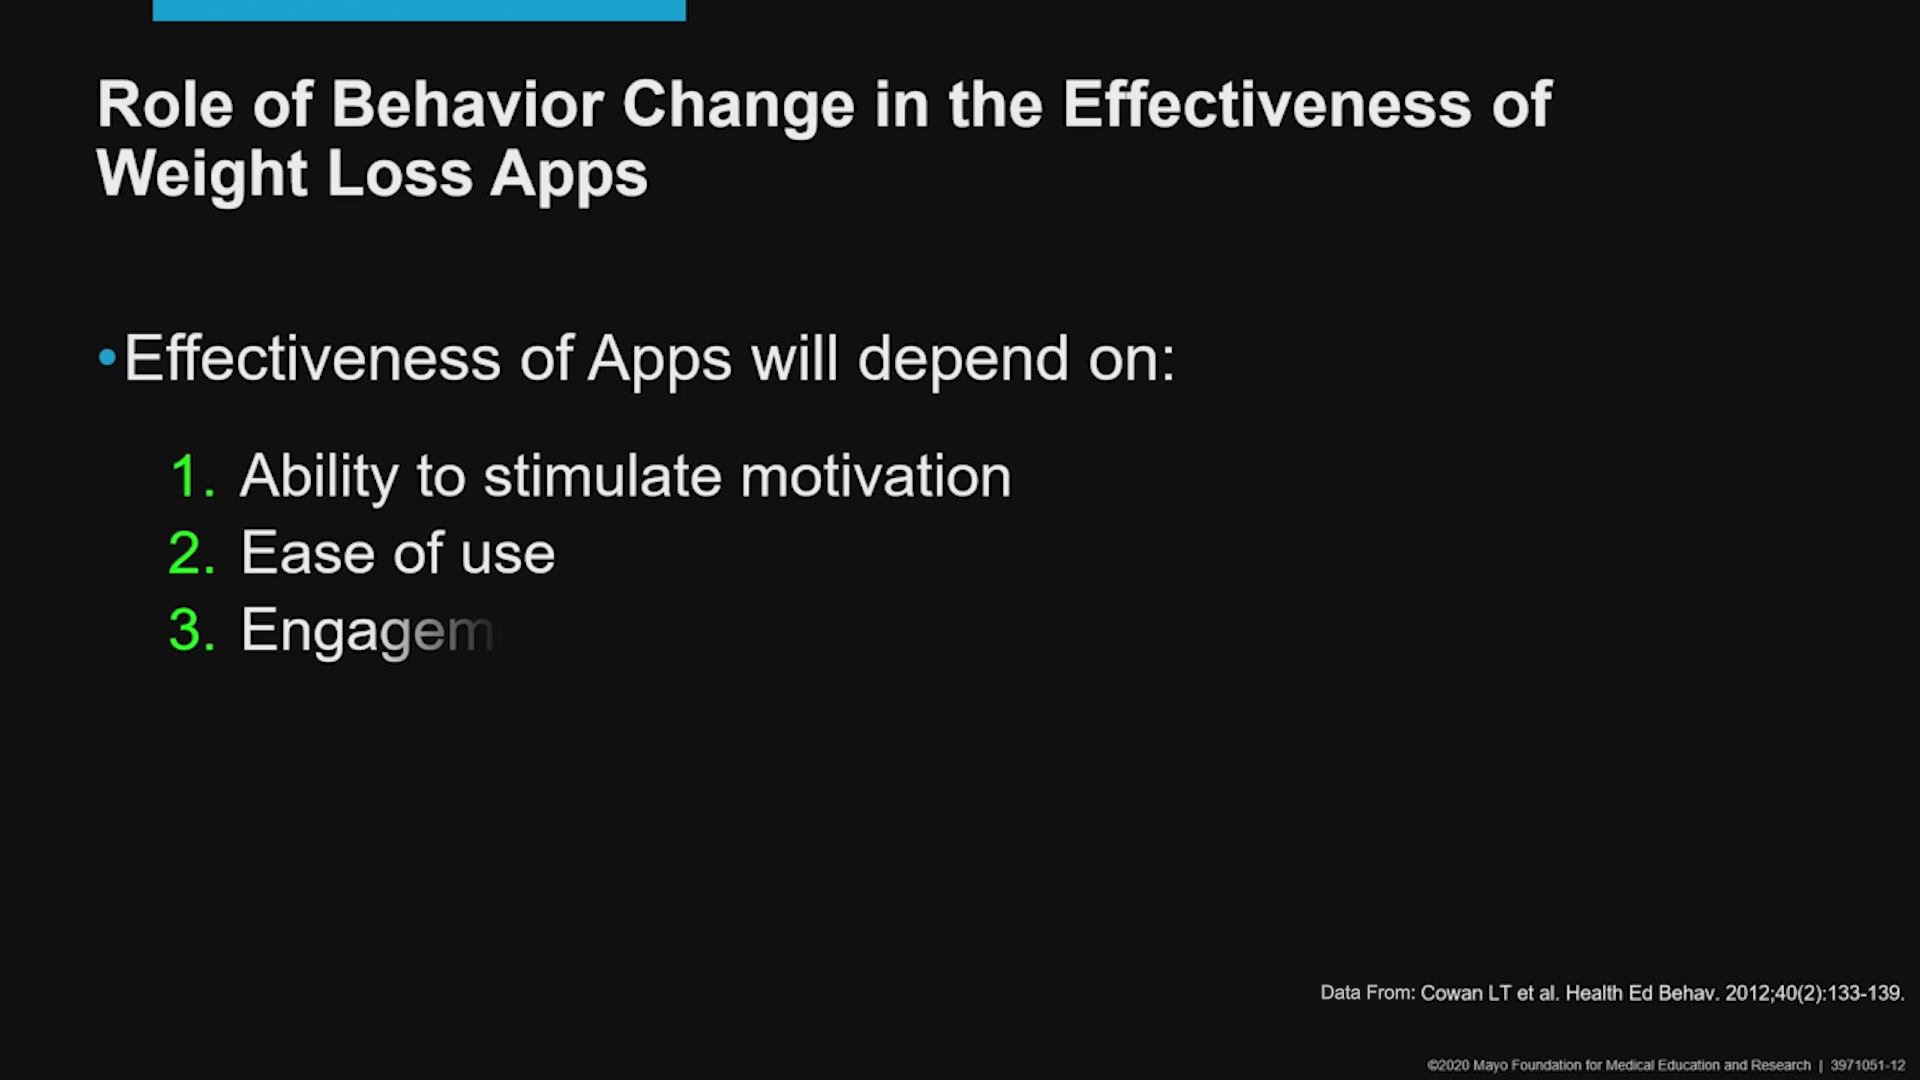 Role of Behavior Change in the Effectiveness of
Weight Loss Apps
•Effectiveness of Apps will depend on:
1. Ability to stimulate motivation
2. Ease of use
3. Engagem
Data From: Cowan LT et al. Health Ed Behav. 2012;40(2):133-139.
©2020 Mayo Foundation for Medical Education and Research | 3971051-12